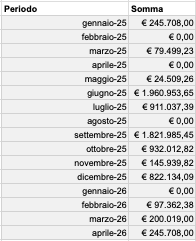 Periodo Somma
gennaio-25 € 245.708,00
febbraio-25 € 0,00
marzo-25 € 79.499,23
aprile-25 € 0,00
maggio-25 € 24.509,26
giugno-25 € 1.960.953,65
luglio-25 € 911.037,39
agosto-25 € 0,00
settembre-25 € 1.821.985,45
ottobre-25 € 932.012,82
novembre-25 € 145.939,82
dicembre-25 € 822.134,09
gennaio-26 € 0,00
febbraio-26 € 97.362,38
marzo-26 € 200.019,00
aprile-26 € 245.708,00